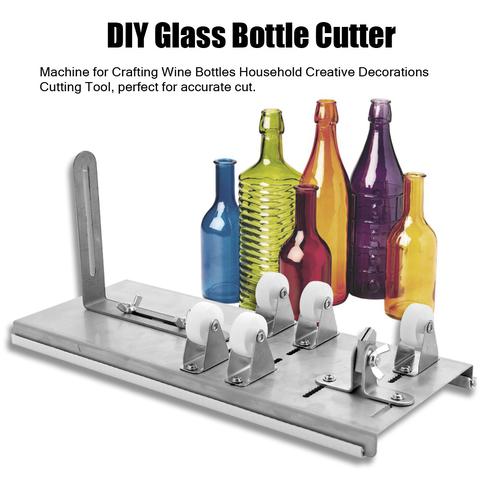 DIY Glass Bottle Cutter
Machine for Crafting Wine Bottles Household Creative Decorations
Cutting Tool, perfect for accurate cut.